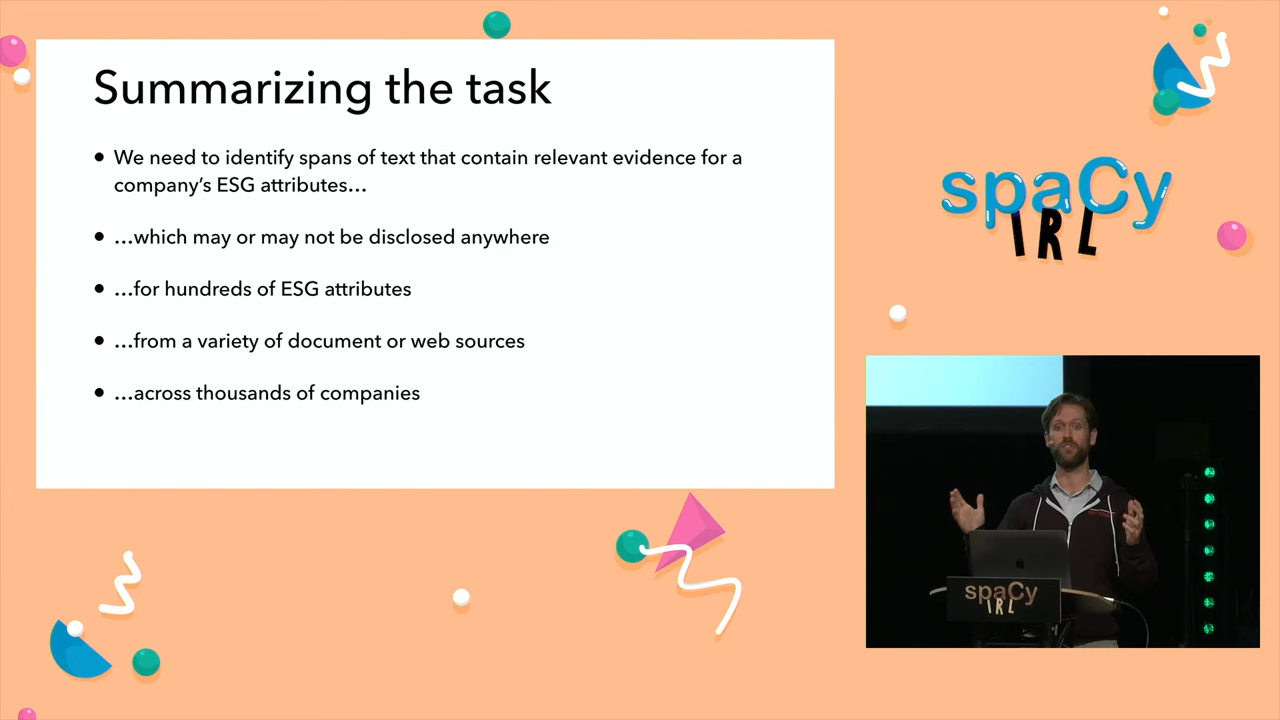 Summarizing the task
• We need to identify spans of text that contain relevant evidence for a
company’s ESG attributes…
• …which may or may not be disclosed anywhere
• …for hundreds of ESG attributes
• …from a variety of document or web sources
• …across thousands of companies
spaCy
IRL
spaCy
IRL